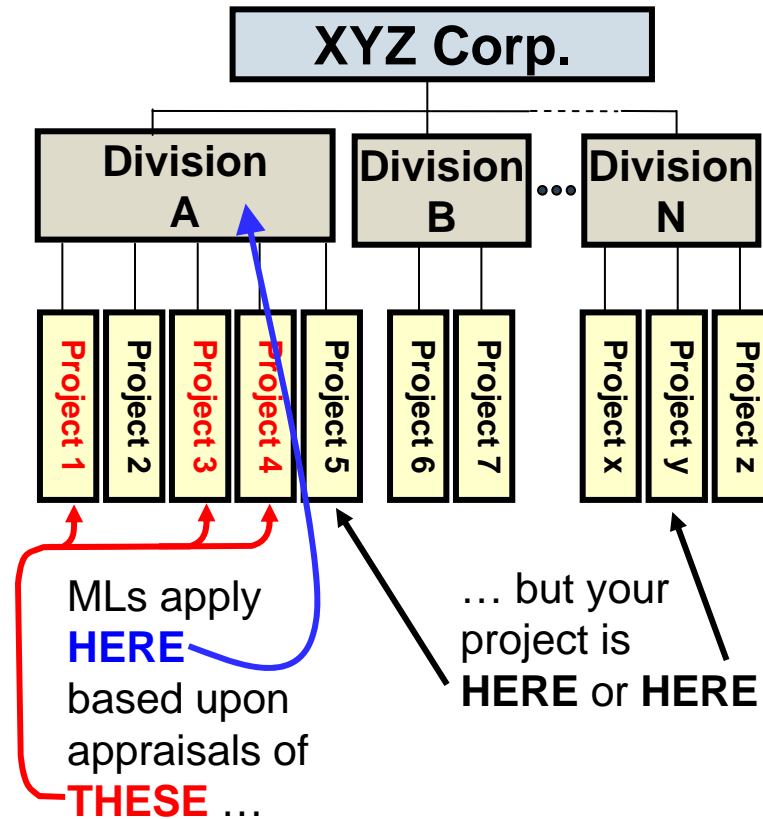 XYZ Corp.
Division
A
Division
B
Division
N
Project 1
Project 2
Project 3
Project 4
Project 5
Project 6
Project 7
Project x
Project y
Project z
MLs apply
HERE
based upon
appraisals of
THESE …
… but your
project is
HERE or HERE